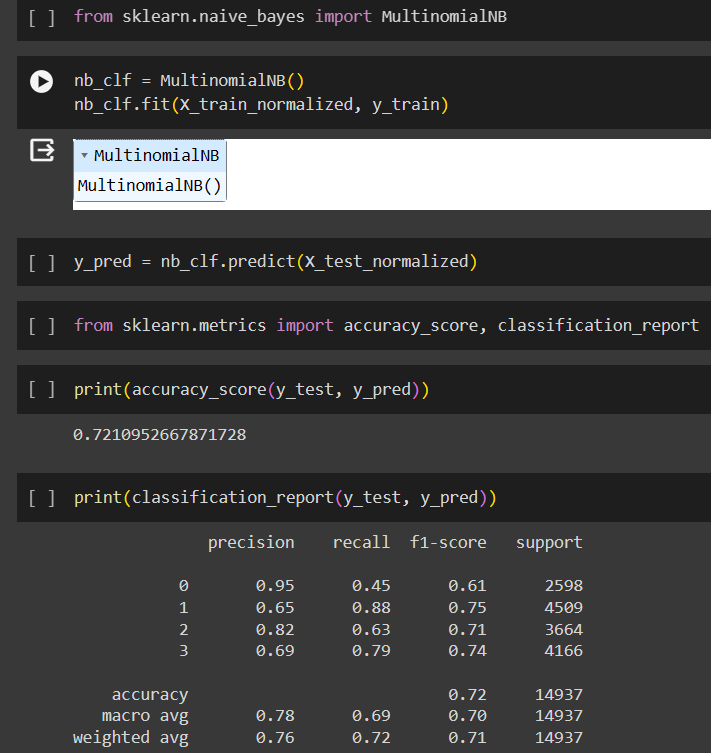 [ ] from sklearn.naive_bayes import MultinomialNB
nb_clf = MultinomialNB()
nb_clf.fit(X_train_normalized, y_train)
▾ MultinomialNB
MultinomialNB()
[ ] y_pred = nb_clf.predict(X_test_normalized)
[ ] from sklearn.metrics import accuracy_score, classification_report
[ ] print(accuracy_score(y_test, y_pred))
0.7210952667871728
[ ] print(classification_report(y_test, y_pred))
precision recall f1-score support
0 0.95 0.45 0.61 2598
1 0.65 0.88 0.75 4509
2 0.82 0.63 0.71 3664
3 0.69 0.79 0.74 4166
accuracy 0.72 14937
macro avg 0.78 0.69 0.70 14937
weighted avg 0.76 0.72 0.71 14937